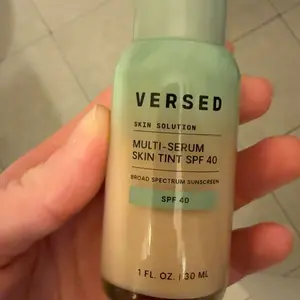 VERSED
SKIN SOLUTION
MULTI-SERUM
SKIN TINT SPF 40
BROAD SPECTRUM SUNSCREEN
SPF 40
1 FL. OZ. / 30 ML